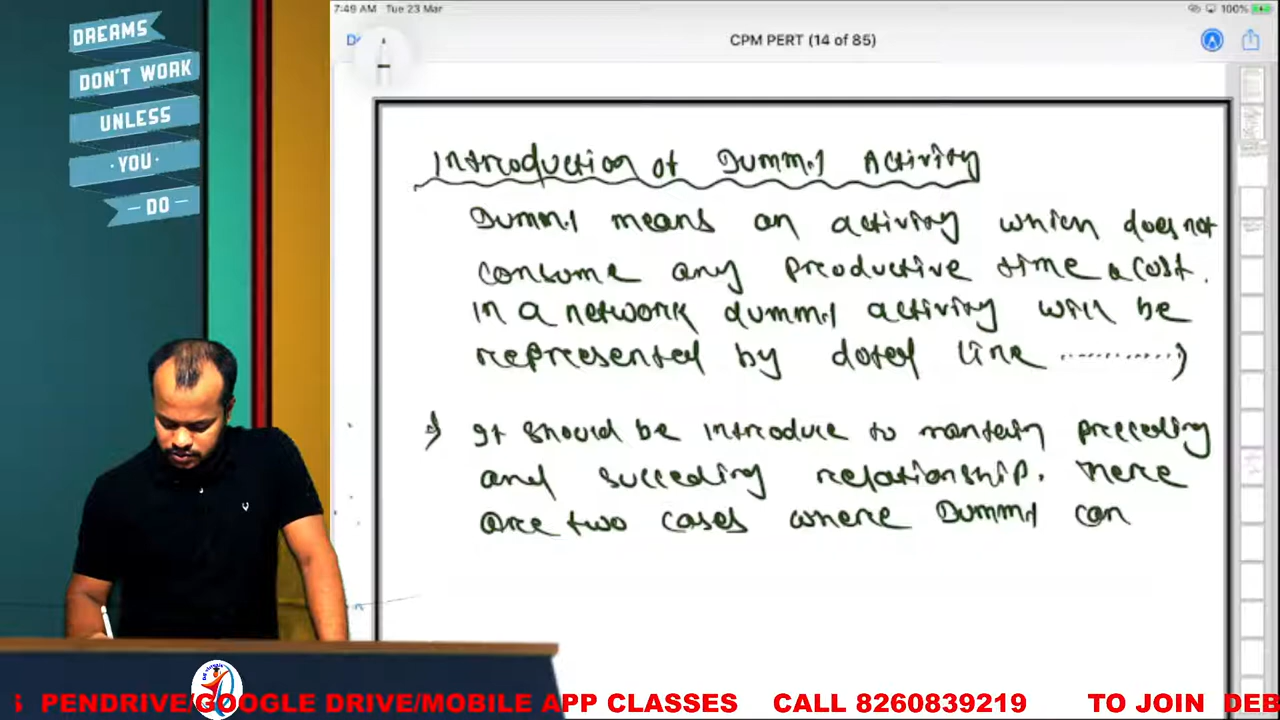 7:49 AM Tue 23 Mar
100%
CPM PERT (14 of 85)
DREAMS
DON'T WORK
UNLESS
·YOU·
DO
Introduction of Dummy Activity
Dummy means an activity which does not
consume any productive time & cost.
In a network dummy activity will be
represented by doted line ...........
It should be introduce to mantain preceding
and succeding relationship. There
are two cases where Dummy can
S PENDRIVE/GOOGLE DRIVE/MOBILE APP CLASSES CALL 8260839219 TO JOIN DEB